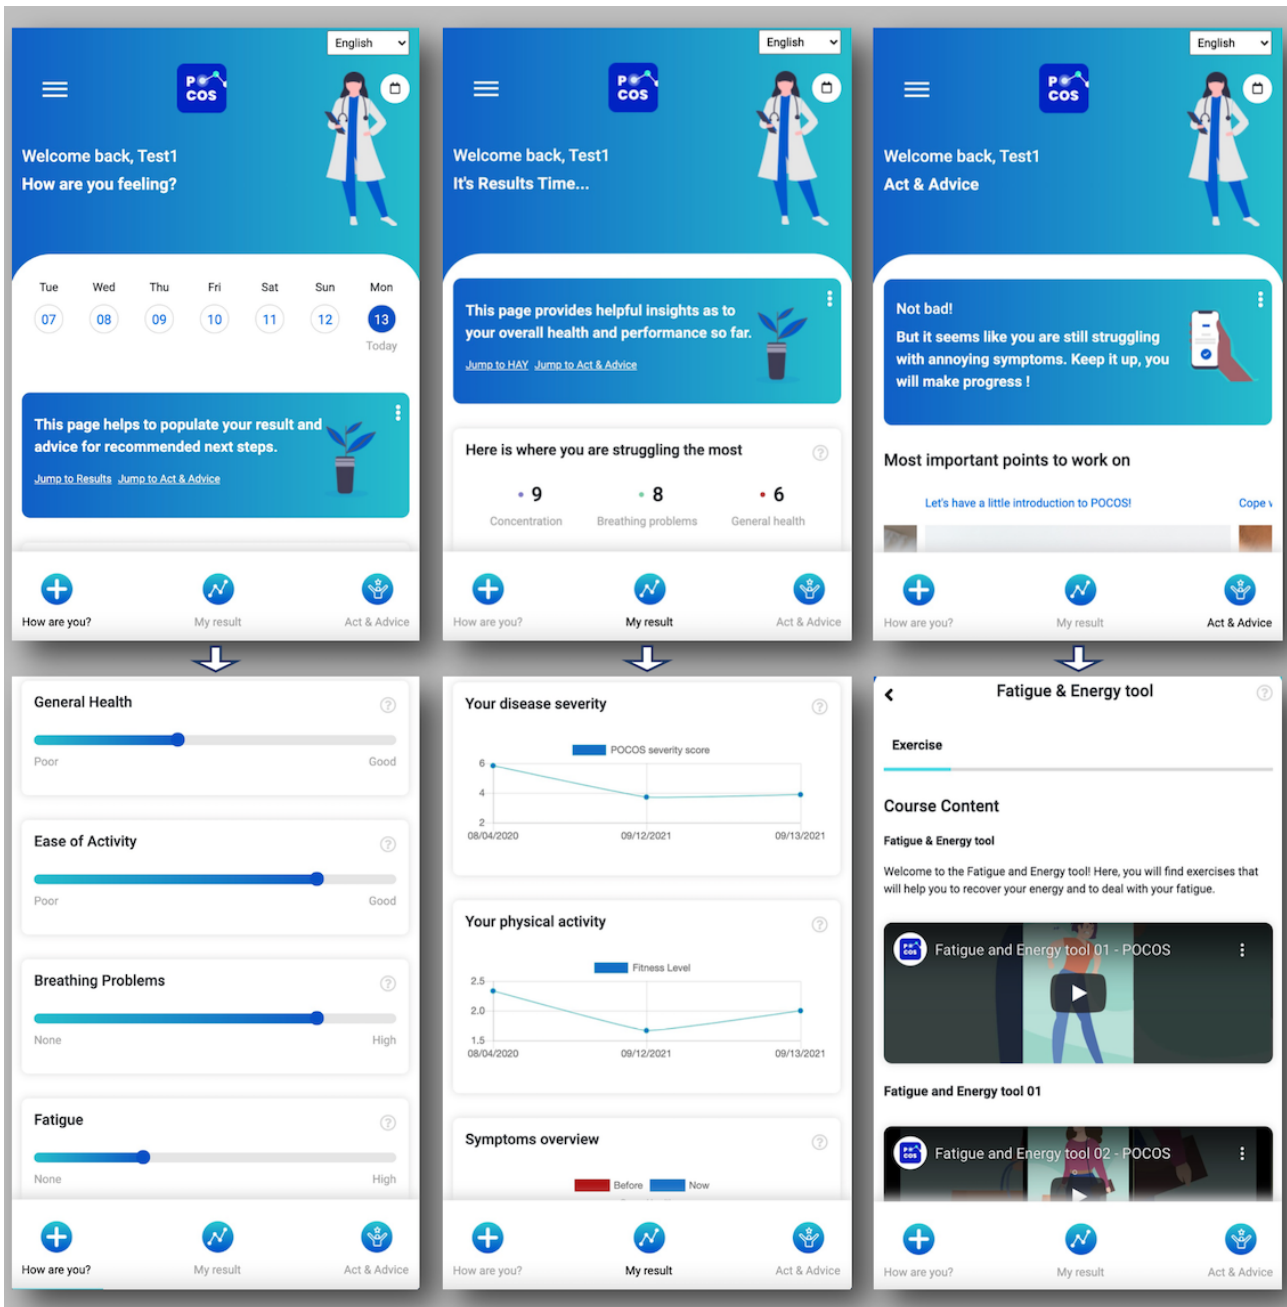 English
P
COS
Welcome back, Test1
How are you feeling?
Tue Wed Thu Fri Sat Sun Mon
07 08 09 10 11 12 13
Today
This page helps to populate your result and
advice for recommended next steps.
Jump to Results Jump to Act & Advice
How are you? My result Act & Advice
English
P
COS
Welcome back, Test1
It's Results Time...
This page provides helpful insights as to
your overall health and performance so far.
Jump to HAY Jump to Act & Advice
Here is where you are struggling the most ?
9 8 6
Concentration Breathing problems General health
How are you? My result Act & Advice
English
P
COS
Welcome back, Test1
Act & Advice
Not bad!
But it seems like you are still struggling
with annoying symptoms. Keep it up, you
will make progress !
Most important points to work on
Let's have a little introduction to POCOS! Cope
How are you? My result Act & Advice
General Health ?
Poor Good
Ease of Activity ?
Poor Good
Breathing Problems ?
None High
Fatigue ?
None High
How are you? My result Act & Advice
Your disease severity ?
POCOS severity score
6
4
2
08/04/2020 09/12/2021 09/13/2021
Your physical activity ?
Fitness Level
2.5
2.0
1.5
08/04/2020 09/12/2021 09/13/2021
Symptoms overview ?
Before Now
How are you? My result Act & Advice
Fatigue & Energy tool ?
Exercise
Course Content
Fatigue & Energy tool
Welcome to the Fatigue and Energy tool! Here, you will find exercises that
will help you to recover your energy and to deal with your fatigue.
P
COS
Fatigue and Energy tool 01 - POCOS
Fatigue and Energy tool 01
P
COS
Fatigue and Energy tool 02 - POCOS
How are you? My result Act & Advice